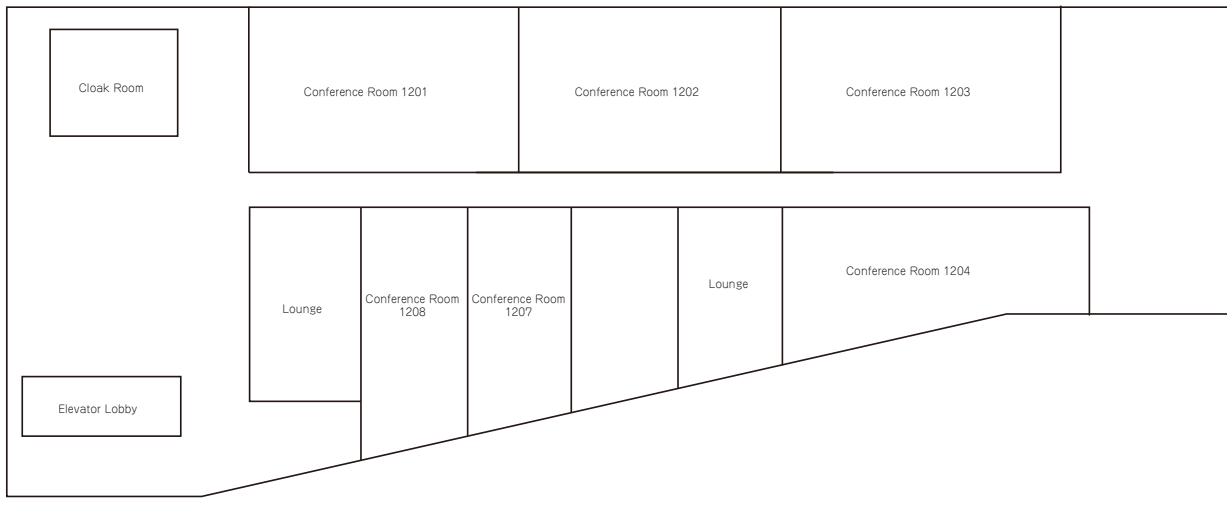 Cloak Room
Conference Room 1201
Conference Room 1202
Conference Room 1203
Lounge
Conference Room
1208
Conference Room
1207
Lounge
Conference Room 1204
Elevator Lobby